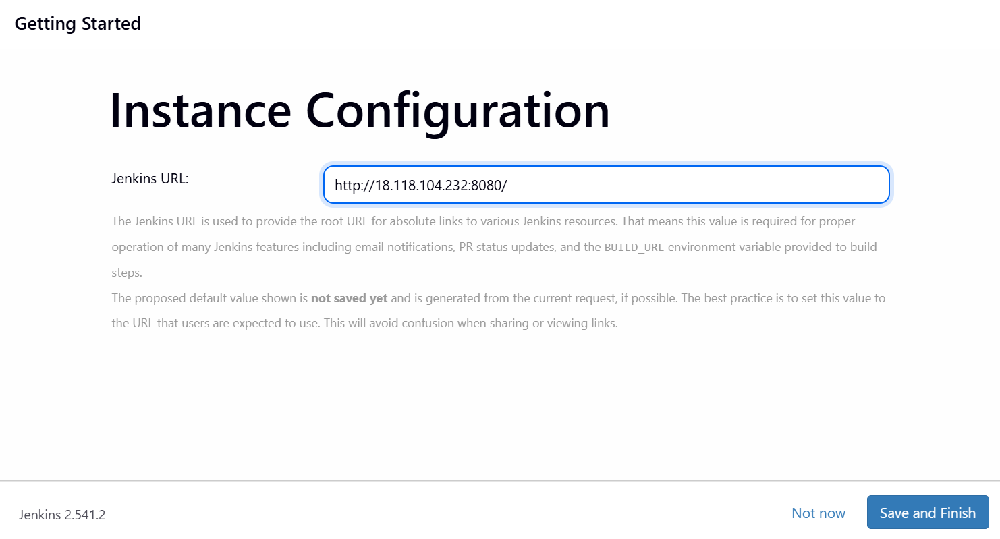 Getting Started
Instance Configuration
Jenkins URL:
http://18.118.104.232:8080/
The Jenkins URL is used to provide the root URL for absolute links to various Jenkins resources. That means this value is required for proper
operation of many Jenkins features including email notifications, PR status updates, and the BUILD_URL environment variable provided to build
steps.
The proposed default value shown is not saved yet and is generated from the current request, if possible. The best practice is to set this value to
the URL that users are expected to use. This will avoid confusion when sharing or viewing links.
Jenkins 2.541.2
Not now
Save and Finish